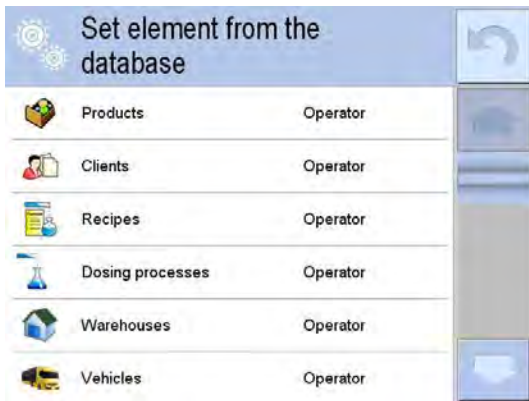 Set element from the
database
Products Operator
Clients Operator
Recipes Operator
Dosing processes Operator
Warehouses Operator
Vehicles Operator